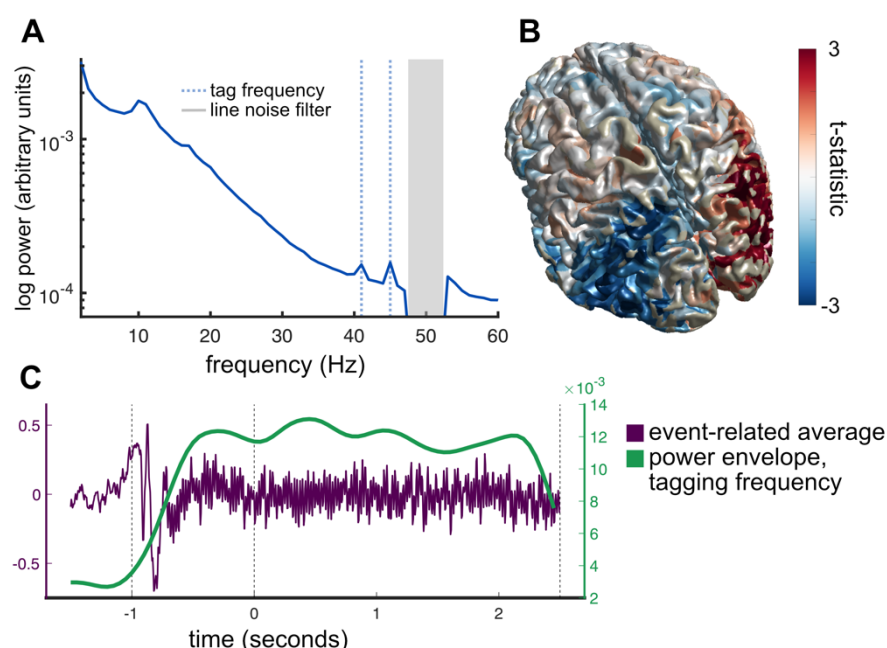 A
log power (arbitrary units)
10⁻³
10⁻⁴
tag frequency
line noise filter
10
20
30
40
50
60
frequency (Hz)
B
3
t-statistic
-3
C
0.5
0
-0.5
×10⁻³
14
12
10
8
6
4
2
-1
0
1
2
time (seconds)
event-related average
power envelope,
tagging frequency